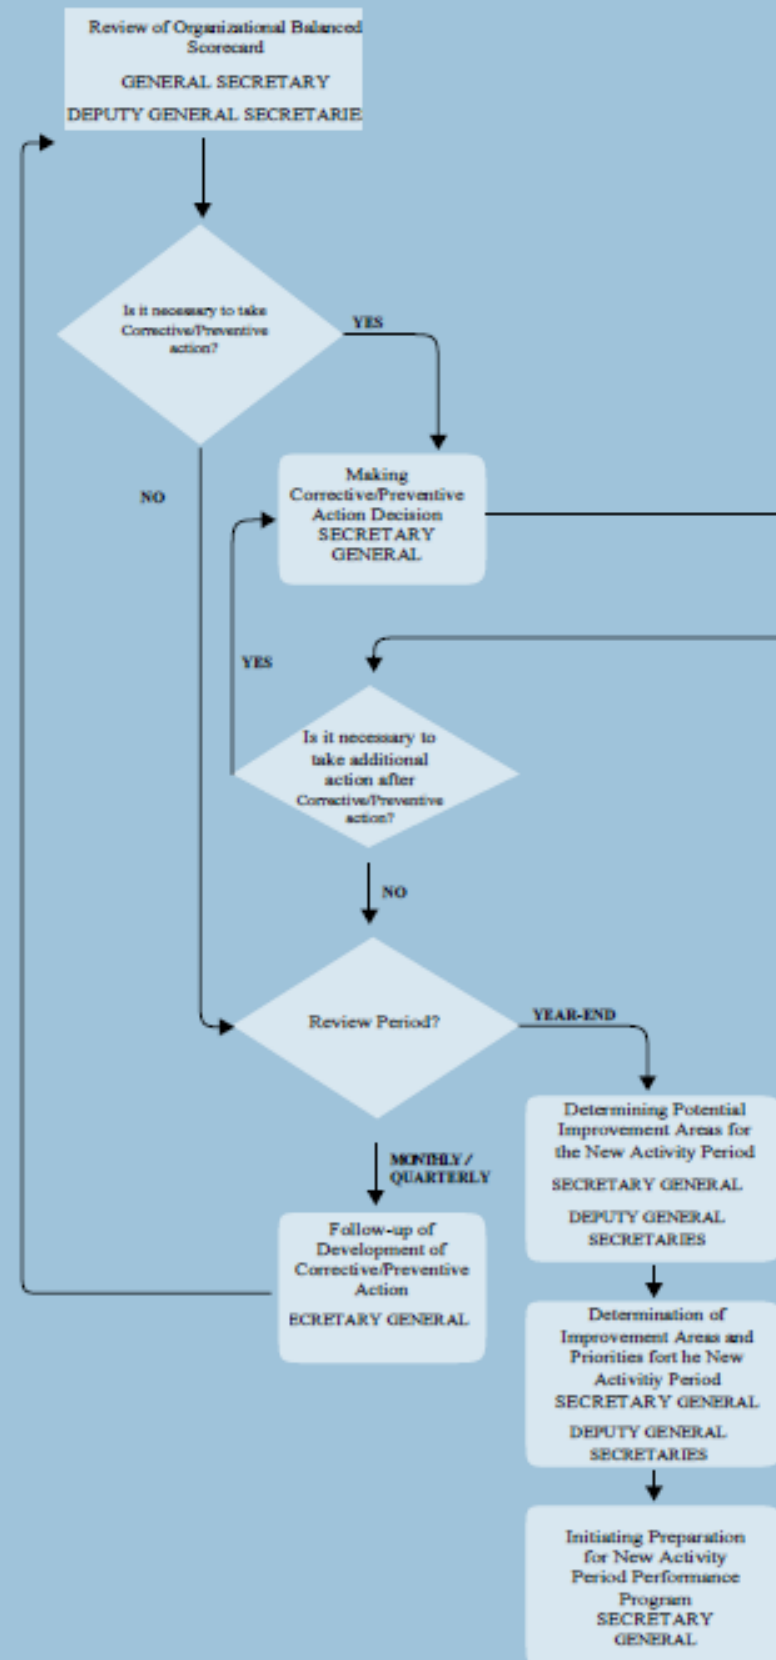 Review of Organizational Balanced
Scorecard
GENERAL SECRETARY
DEPUTY GENERAL SECRETARIE
Is it necessary to take
Corrective/Preventive
action?
YES
NO
Making
Corrective/Preventive
Action Decision
SECRETARY
GENERAL
YES
Is it necessary to
take additional
action after
Corrective/Preventive
action?
NO
Review Period?
YEAR-END
MONTHLY /
QUARTERLY
Determining Potential
Improvement Areas for
the New Activity Period
SECRETARY GENERAL
DEPUTY GENERAL
SECRETARIES
Follow-up of
Development of
Corrective/Preventive
Action
ECRETARY GENERAL
Determination of
Improvement Areas and
Priorities fort he New
Activitiy Period
SECRETARY GENERAL
DEPUTY GENERAL
SECRETARIES
Initiating Preparation
for New Activity
Period Performance
Program
SECRETARY
GENERAL